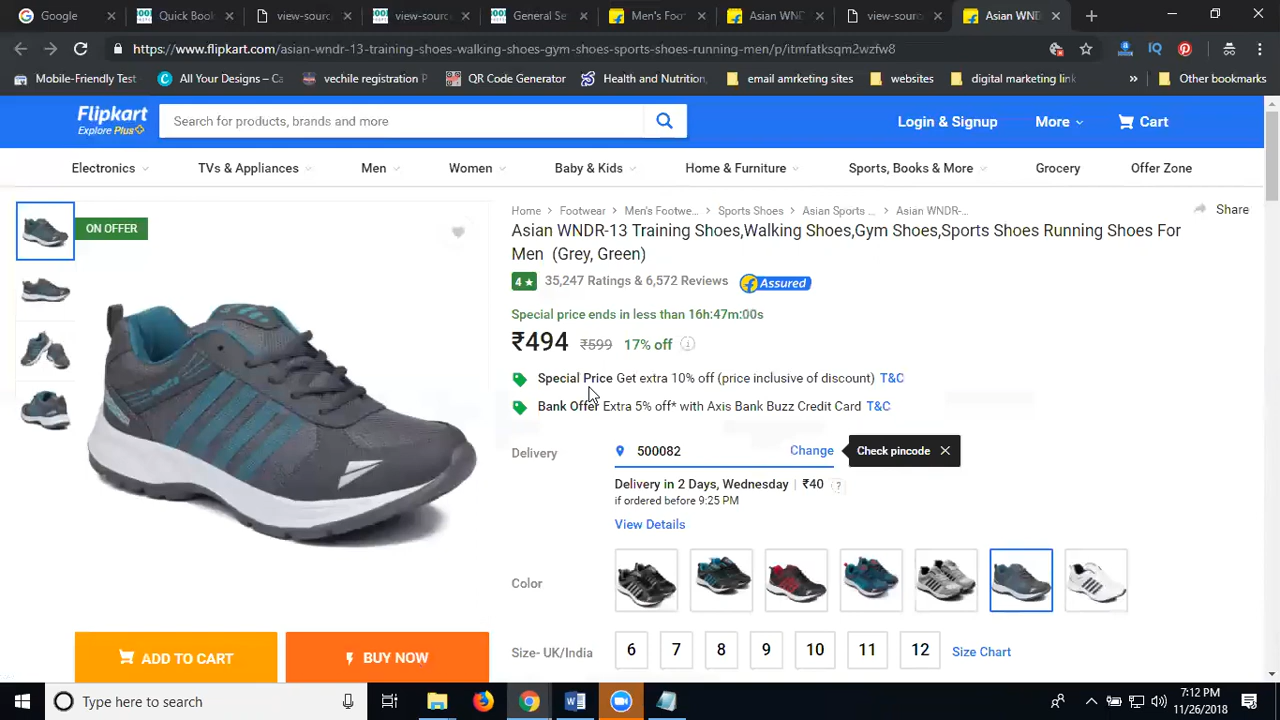 Google
Quick Book
view-sourc
view-sourc
General Se
Men's Foot
Asian WND
view-sourc
Asian WND
https://www.flipkart.com/asian-wndr-13-training-shoes-walking-shoes-gym-shoes-sports-shoes-running-men/p/itmfatksqm2wzfw8
Mobile-Friendly Test
All Your Designs – Ca
vechile registration P
QR Code Generator
Health and Nutrition,
email amrketing sites
websites
digital marketing link
Other bookmarks
Flipkart
Explore Plus
Search for products, brands and more
Login & Signup
More
Cart
Electronics
TVs & Appliances
Men
Women
Baby & Kids
Home & Furniture
Sports, Books & More
Grocery
Offer Zone
ON OFFER
Home > Footwear > Men's Footwe... > Sports Shoes > Asian Sports ... > Asian WNDR-...
Share
Asian WNDR-13 Training Shoes,Walking Shoes,Gym Shoes,Sports Shoes Running Shoes For
Men (Grey, Green)
4 ★ 35,247 Ratings & 6,572 Reviews Assured
Special price ends in less than 16h:47m:00s
₹494 ₹599 17% off
Special Price Get extra 10% off (price inclusive of discount) T&C
Bank Offer Extra 5% off* with Axis Bank Buzz Credit Card T&C
Delivery
500082
Change
Check pincode
Delivery in 2 Days, Wednesday | ₹40 ?
if ordered before 9:25 PM
View Details
Color
Size- UK/India
6 7 8 9 10 11 12
Size Chart
ADD TO CART
BUY NOW
Type here to search
7:12 PM
11/26/2018